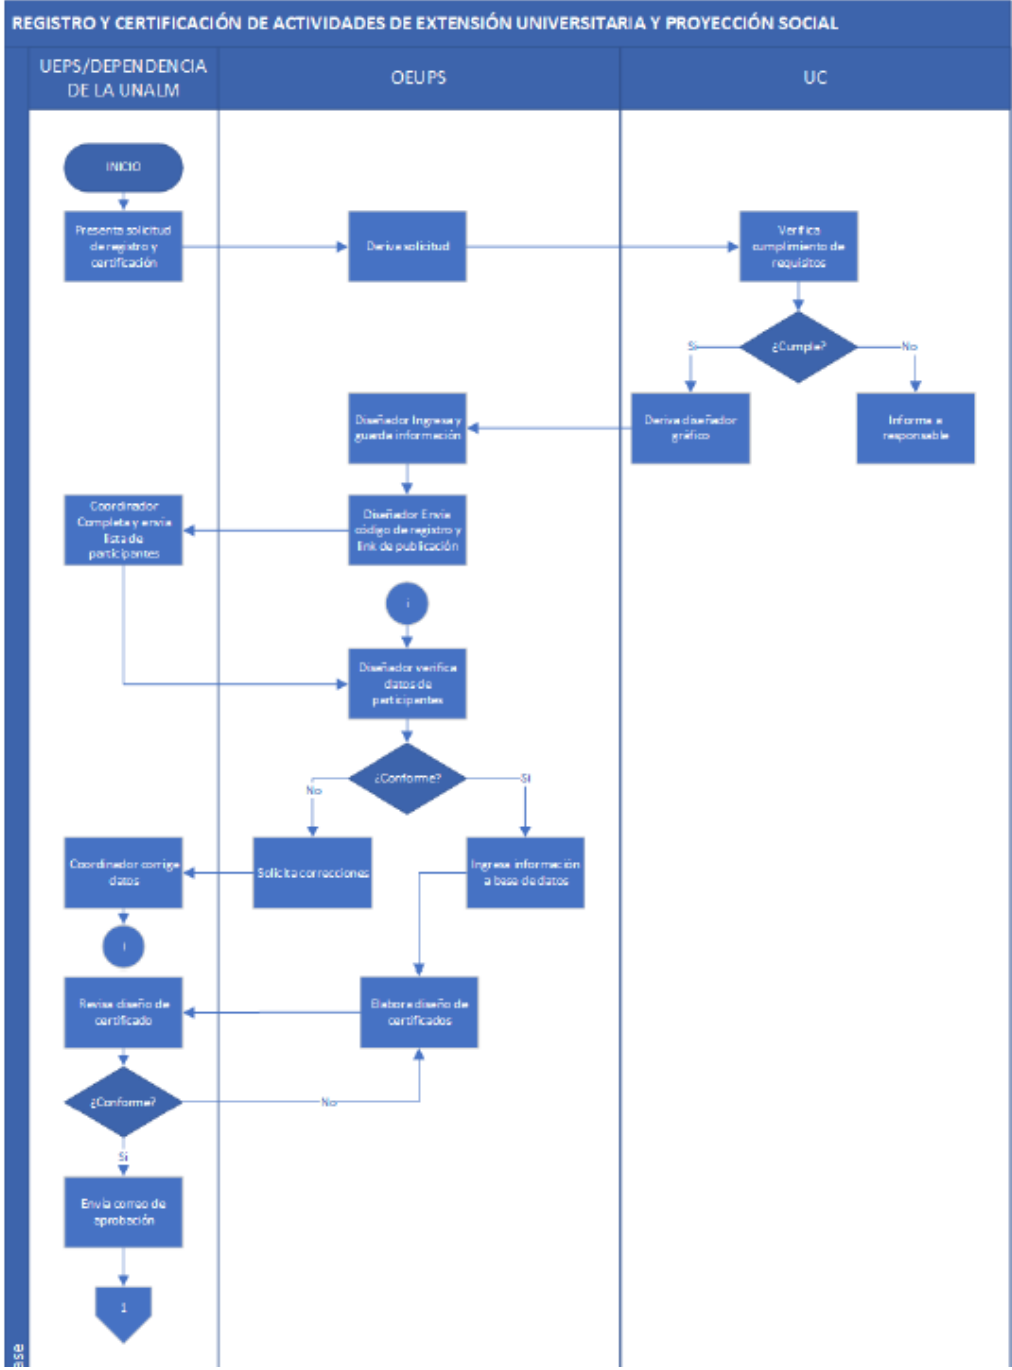 REGISTRO Y CERTIFICACIÓN DE ACTIVIDADES DE EXTENSIÓN UNIVERSITARIA Y PROYECCIÓN SOCIAL
UEPS/DEPENDENCIA
DE LA UNALM
OEUPS
UC
INICIO
Presenta solicitud
de registro y
certificación
Deriva solicitud
Verifica
cumplimiento de
requisitos
¿Cumple?
Si
No
Diseñador Ingresa y
guarda información
Deriva diseñador
gráfico
Informa a
responsable
Coordinador
Completa y envia
lista de
participantes
Diseñador Envia
código de registro y
link de publicación
i
Diseñador verifica
datos de
participantes
¿Conforme?
No
Si
Coordinador corrige
datos
Solicita correcciones
Ingresa información
a base de datos
i
Revisa diseño de
certificado
Elabora diseño de
certificados
¿Conforme?
No
Si
Envía correo de
aprobación
1
ase